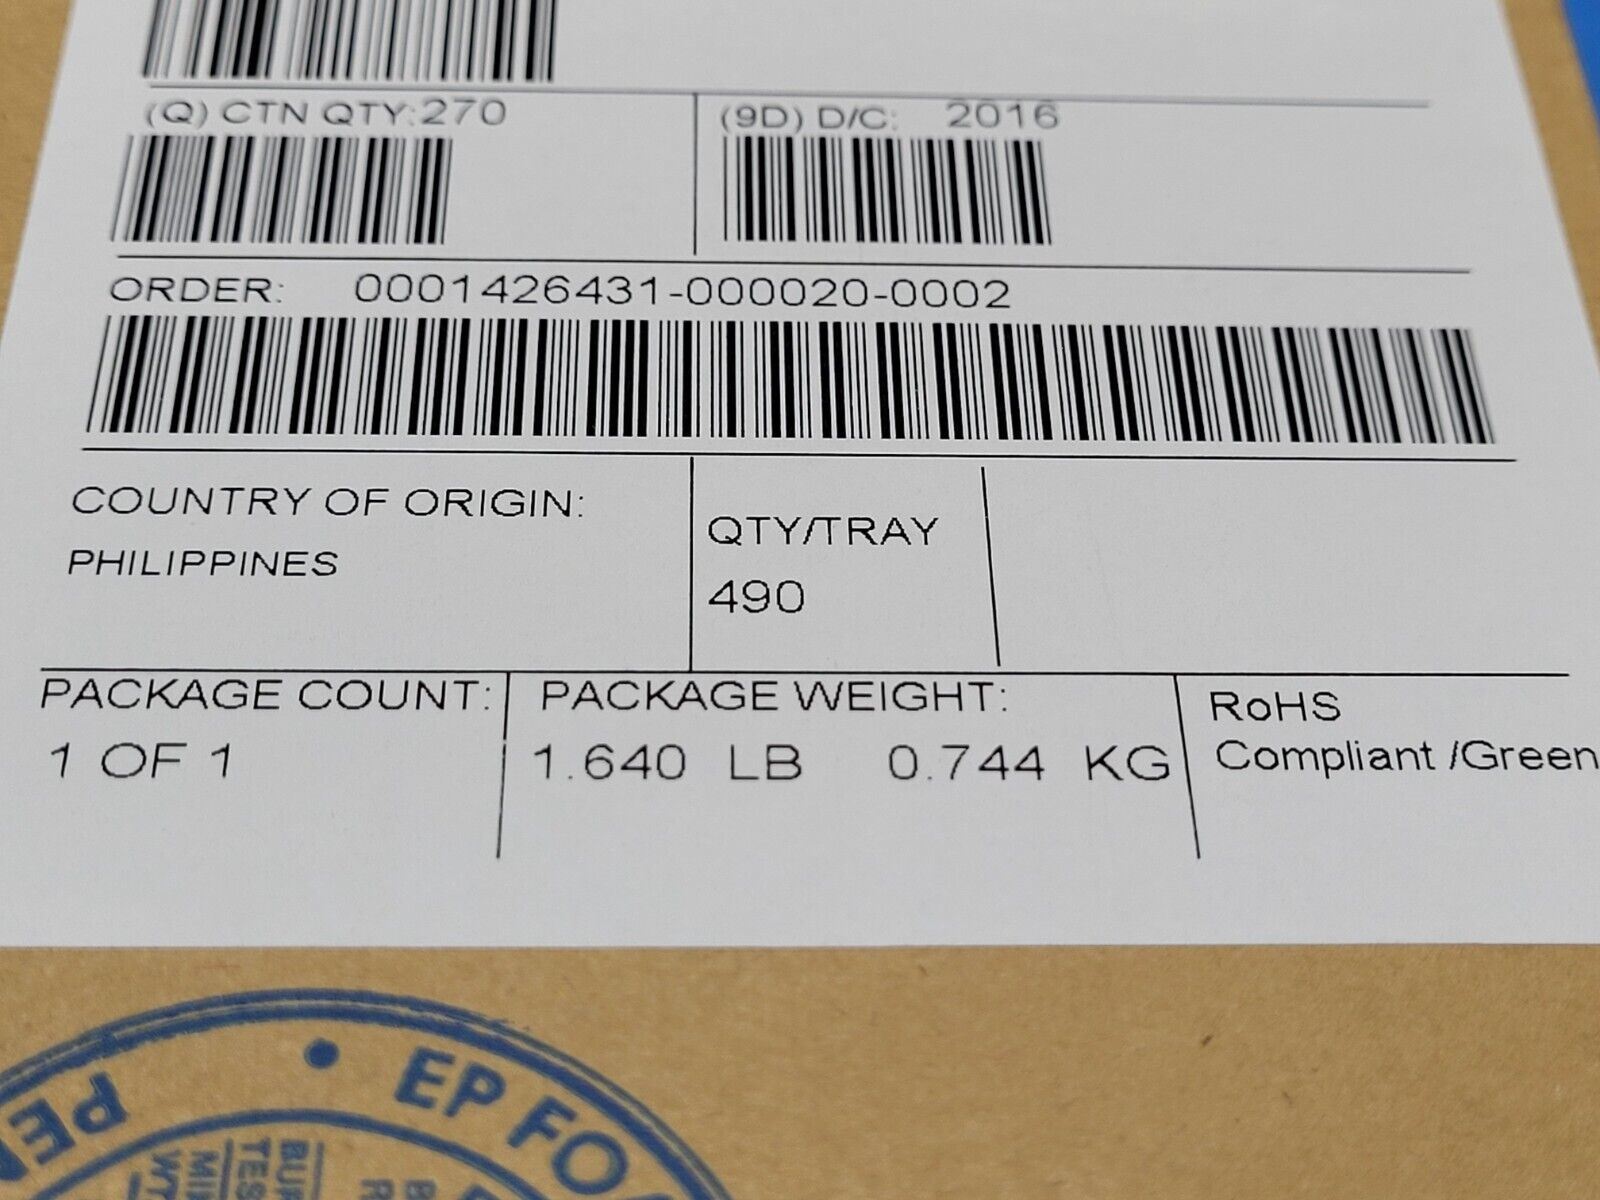 (Q) CTN QTY:270
(9D) D/C: 2016
ORDER: 0001426431-000020-0002
COUNTRY OF ORIGIN:
PHILIPPINES
QTY/TRAY
490
PACKAGE COUNT:
1 OF 1
PACKAGE WEIGHT:
1.640 LB 0.744 KG
RoHS
Compliant /Green
EP FO